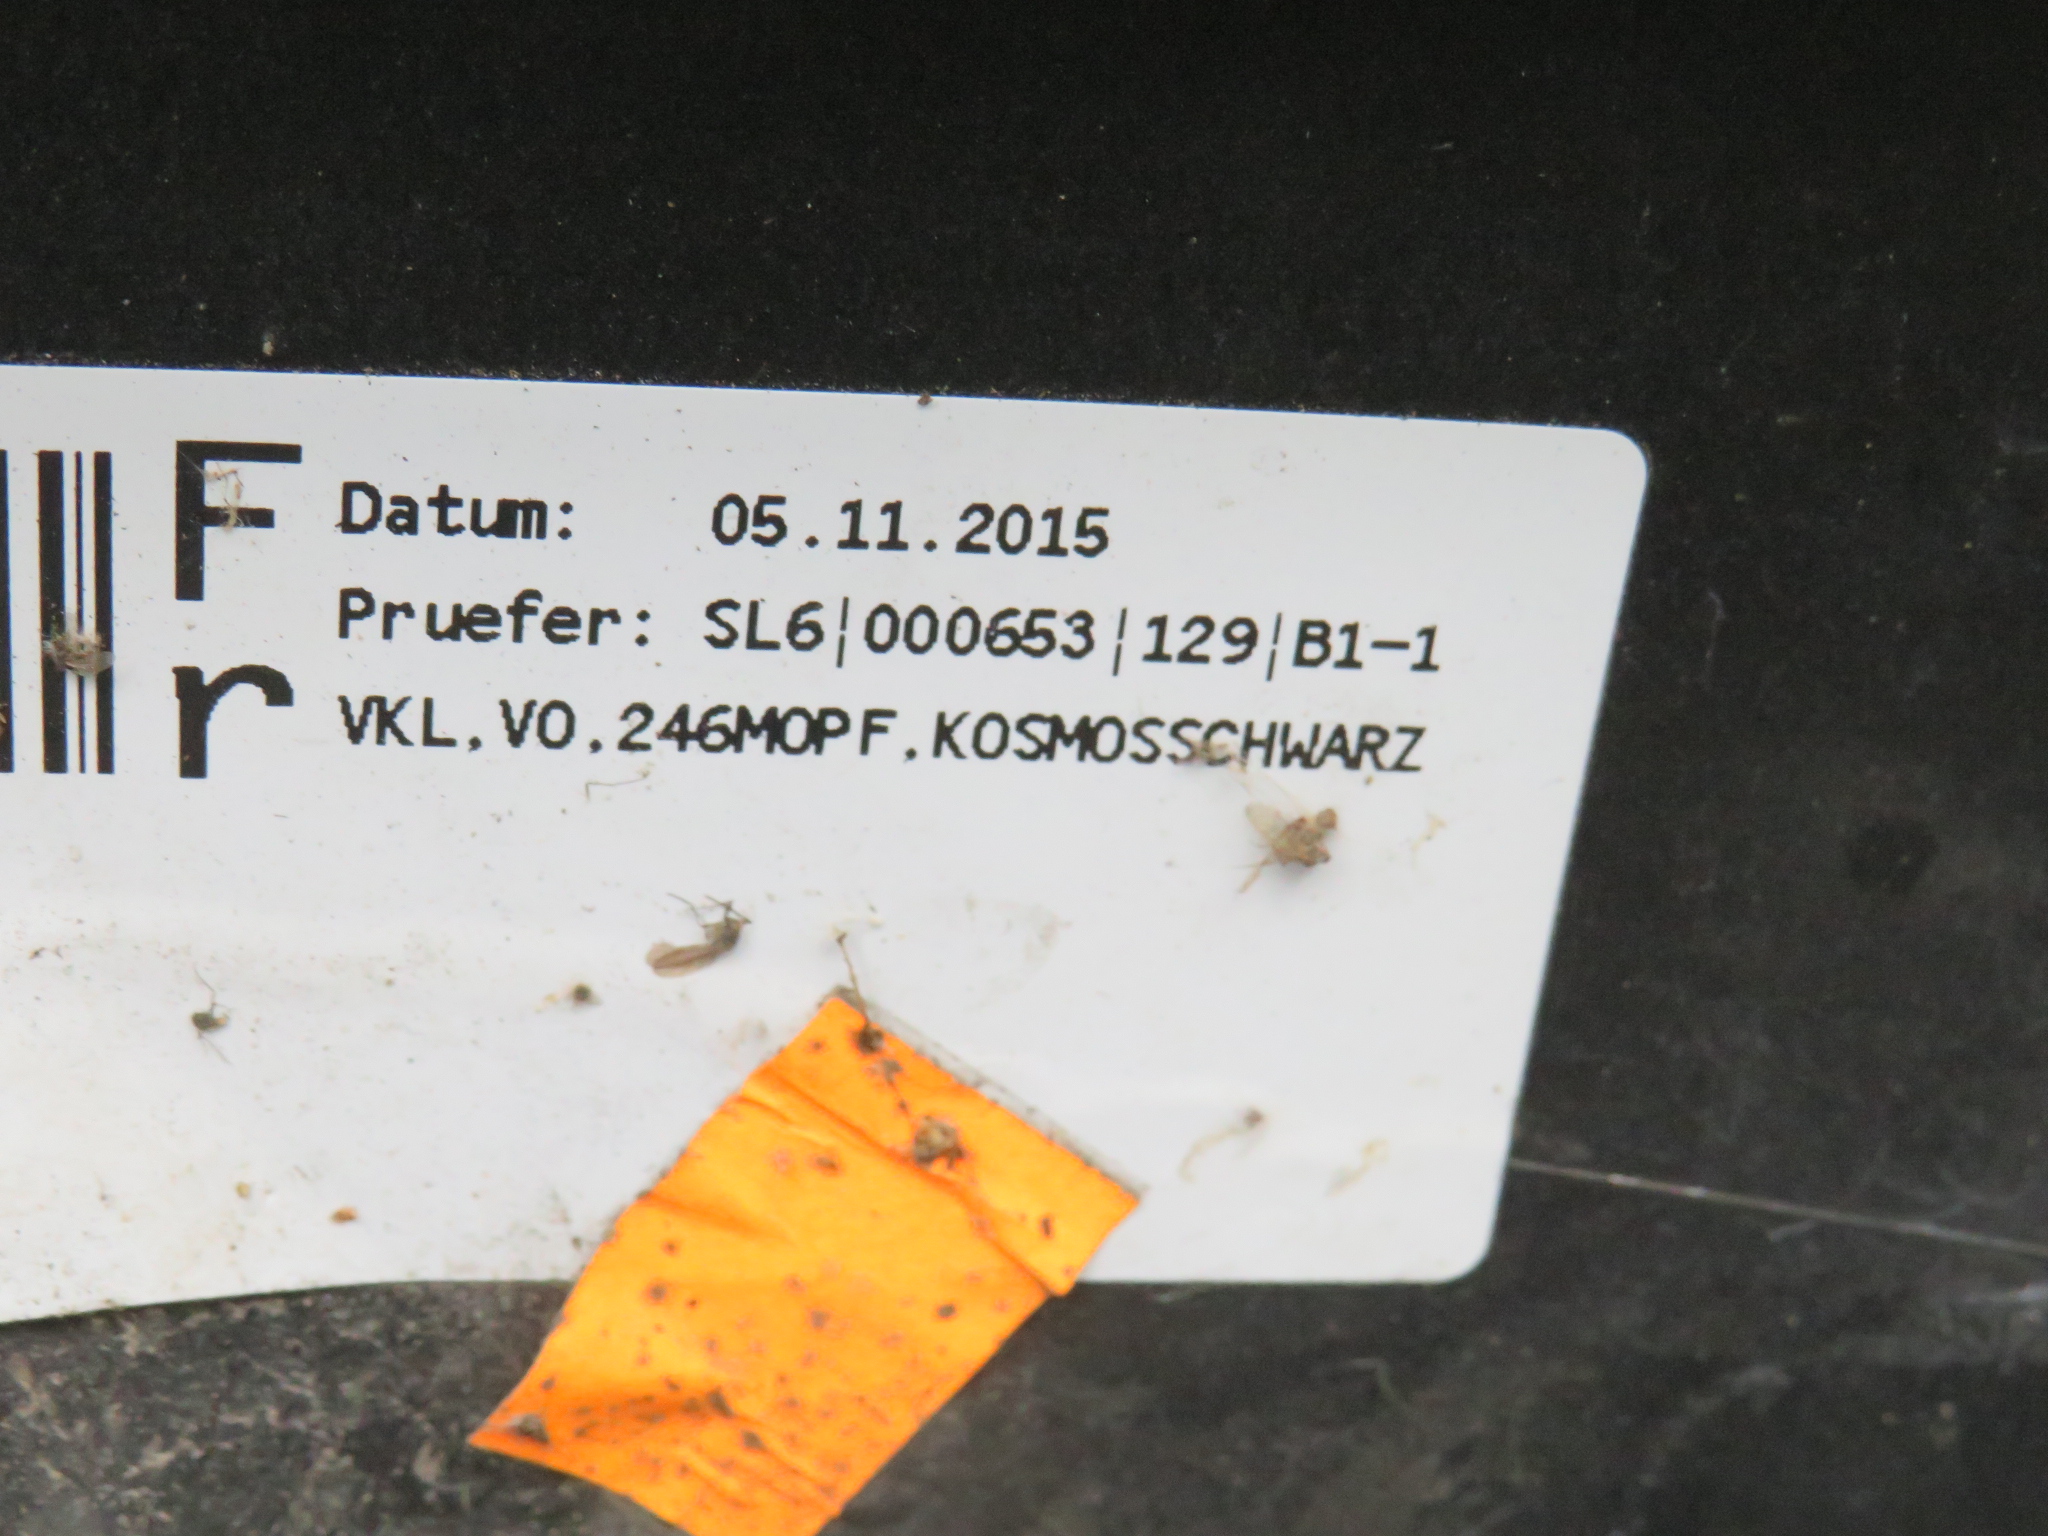 F
r
Datum: 05.11.2015
Pruefer: SL6|000653|129|B1-1
VKL.VO.246MOPF.KOSMOSSCHWARZ